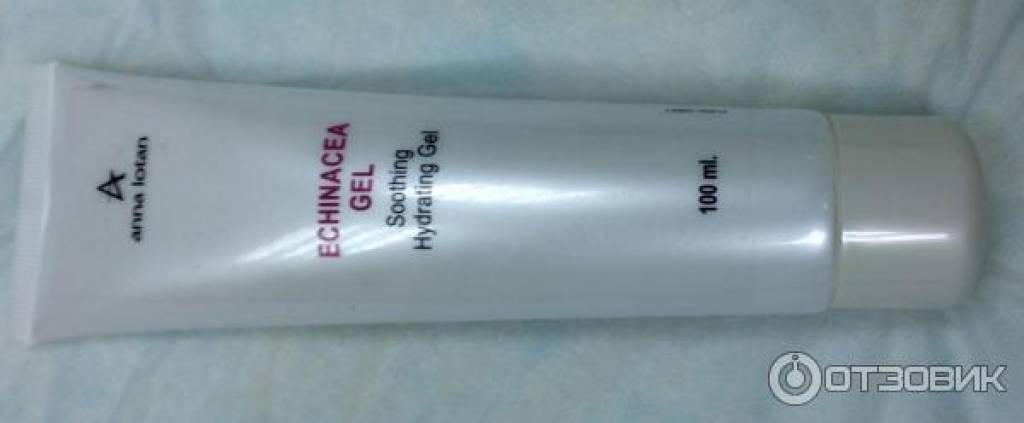 anna lotan
ECHINACEA
GEL
Soothing
Hydrating Gel
100 ml.
ОТЗОВИК